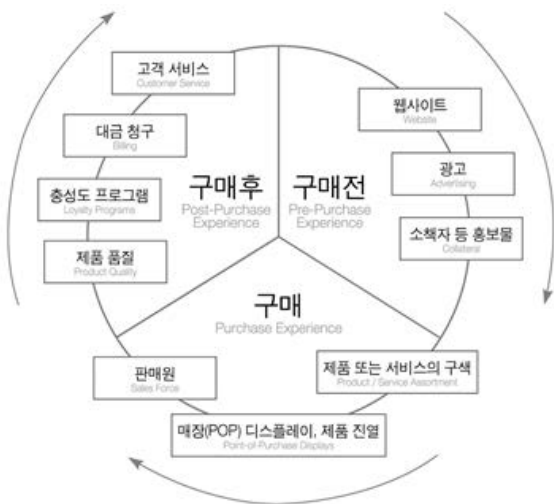 고객 서비스
Customer Service
대금 청구
Billing
충성도 프로그램
Loyalty Programs
제품 품질
Product Quality
구매후
Post-Purchase
Experience
구매전
Pre-Purchase
Experience
웹사이트
Website
광고
Advertising
소책자 등 홍보물
Collateral
구매
Purchase Experience
판매원
Sales Force
제품 또는 서비스의 구색
Product / Service Assortment
매장(POP) 디스플레이, 제품 진열
Point-of-Purchase Displays